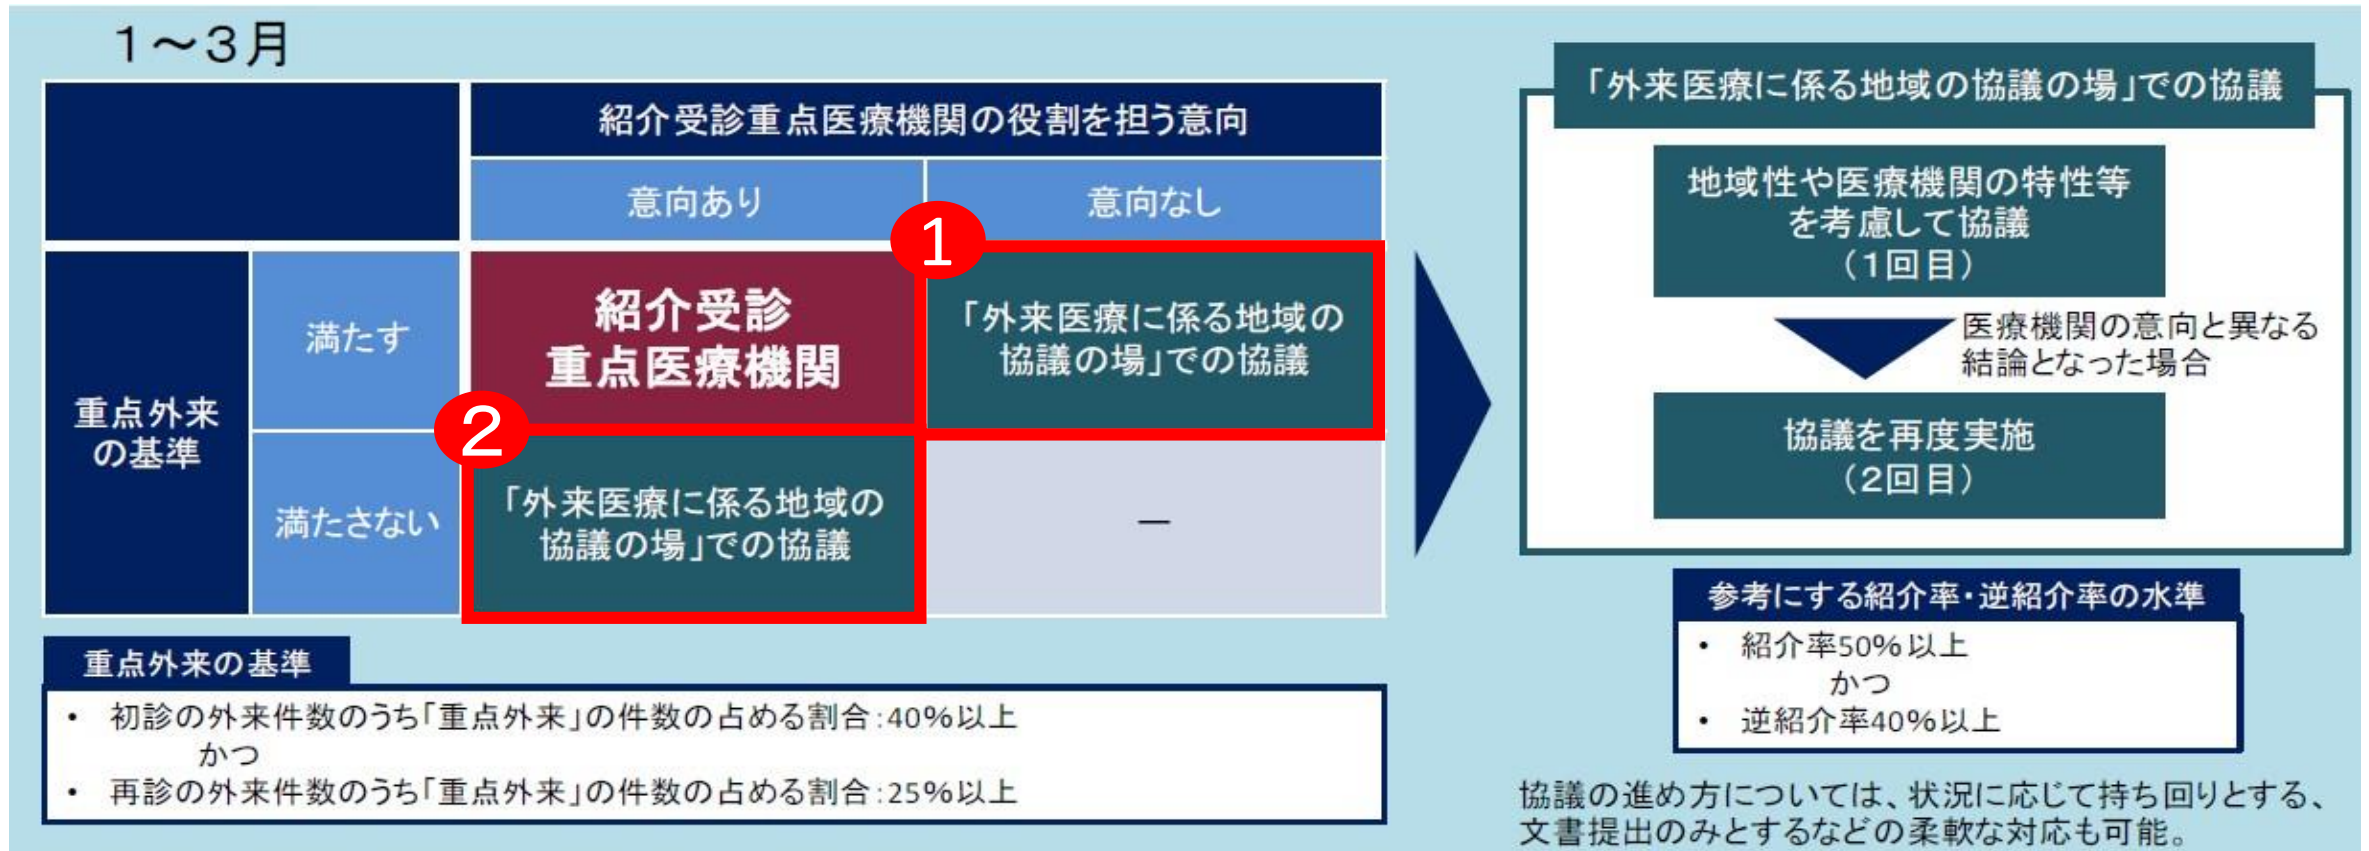 1～3月
紹介受診重点医療機関の役割を担う意向
意向あり
意向なし
重点外来
の基準
満たす
紹介受診
重点医療機関
1
「外来医療に係る地域の
協議の場」での協議
満たさない
2
「外来医療に係る地域の
協議の場」での協議
－
重点外来の基準
• 初診の外来件数のうち「重点外来」の件数の占める割合：40％以上
かつ
• 再診の外来件数のうち「重点外来」の件数の占める割合：25％以上
「外来医療に係る地域の協議の場」での協議
地域性や医療機関の特性等
を考慮して協議
（1回目）
医療機関の意向と異なる
結論となった場合
協議を再度実施
（2回目）
参考にする紹介率・逆紹介率の水準
• 紹介率50％以上
かつ
• 逆紹介率40％以上
協議の進め方については、状況に応じて持ち回りとする、
文書提出のみとするなどの柔軟な対応も可能。